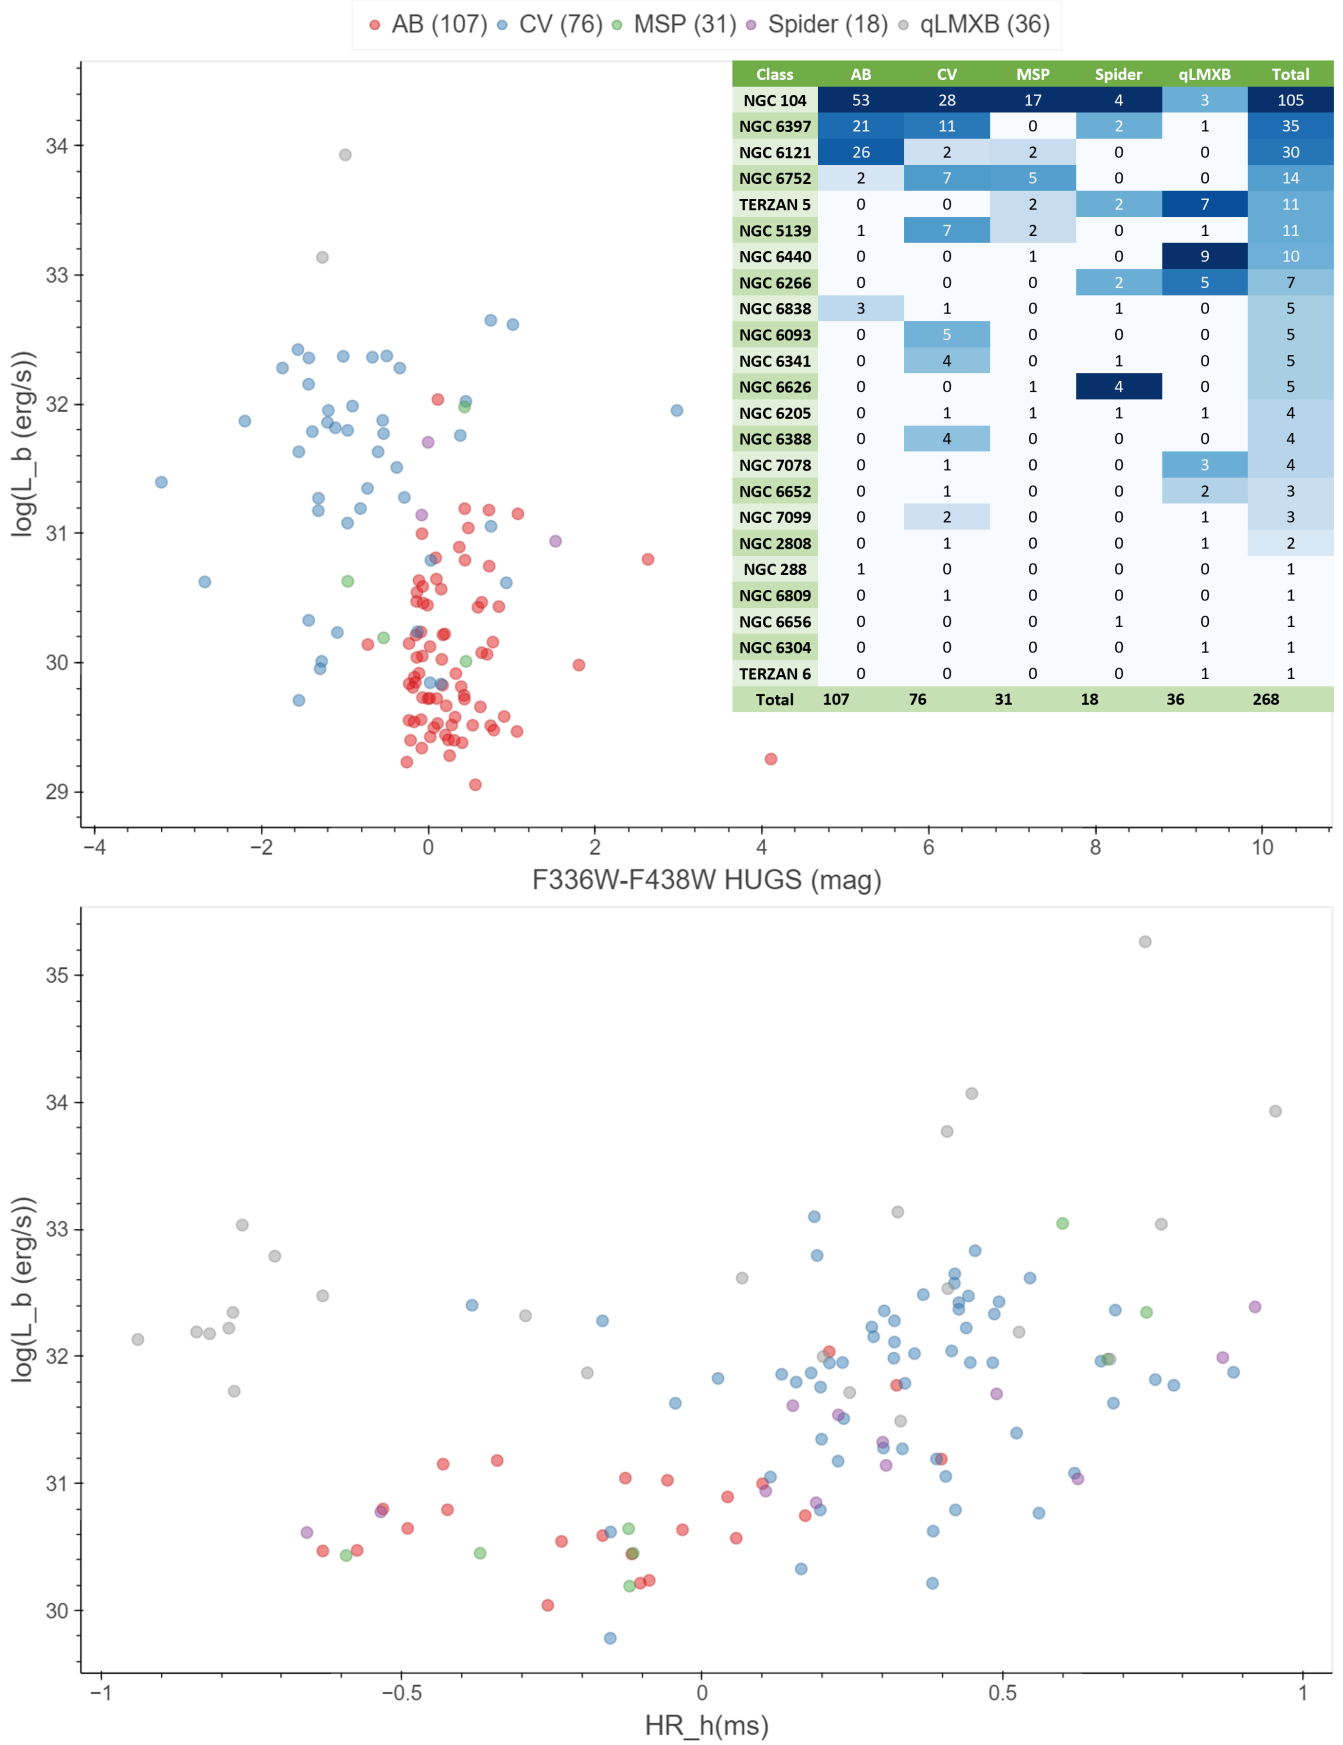 AB (107) CV (76) MSP (31) Spider (18) qLMXB (36)
Class AB CV MSP Spider qLMXB Total
NGC 104 53 28 17 4 3 105
NGC 6397 21 11 0 2 1 35
NGC 6121 26 2 2 0 0 30
NGC 6752 2 7 5 0 0 14
TERZAN 5 0 0 2 2 7 11
NGC 5139 1 7 2 0 1 11
NGC 6440 0 0 1 0 9 10
NGC 6266 0 0 0 2 5 7
NGC 6838 3 1 0 1 0 5
NGC 6093 0 5 0 0 0 5
NGC 6341 0 4 0 1 0 5
NGC 6626 0 0 1 4 0 5
NGC 6205 0 1 1 1 1 4
NGC 6388 0 4 0 0 0 4
NGC 7078 0 1 0 0 3 4
NGC 6652 0 1 0 0 2 3
NGC 7099 0 2 0 0 1 3
NGC 2808 0 1 0 0 1 2
NGC 288 1 0 0 0 0 1
NGC 6809 0 1 0 0 0 1
NGC 6656 0 0 0 1 0 1
NGC 6304 0 0 0 0 1 1
TERZAN 6 0 0 0 0 1 1
Total 107 76 31 18 36 268
log(L_b (erg/s))
34
33
32
31
30
29
−4 −2 0 2 4 6 8 10
F336W-F438W HUGS (mag)
log(L_b (erg/s))
35
34
33
32
31
30
−1 −0.5 0 0.5 1
HR_h(ms)